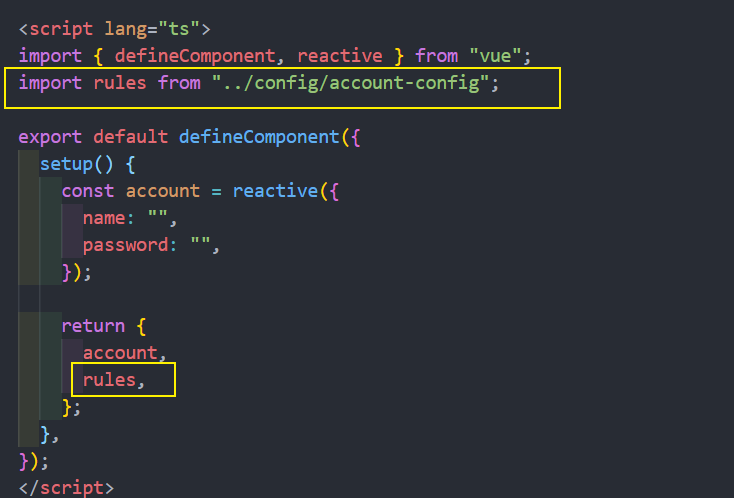 <script lang="ts">
import { defineComponent, reactive } from "vue";
import rules from "../config/account-config";
export default defineComponent({
setup() {
const account = reactive({
name: "",
password: "",
});
return {
account,
rules,
};
},
});
</script>